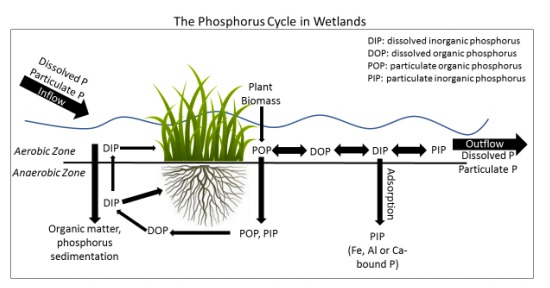 The Phosphorus Cycle in Wetlands
DIP: dissolved inorganic phosphorus
DOP: dissolved organic phosphorus
POP: particulate organic phosphorus
PIP: particulate inorganic phosphorus
Dissolved P
Particulate P
Inflow
Plant
Biomass
Aerobic Zone
DIP
POP
DOP
DIP
PIP
Outflow
Dissolved P
Particulate P
Anaerobic Zone
DIP
Adsorption
Organic matter,
phosphorus
sedimentation
DOP
POP, PIP
PIP
(Fe, Al or Ca-
bound P)